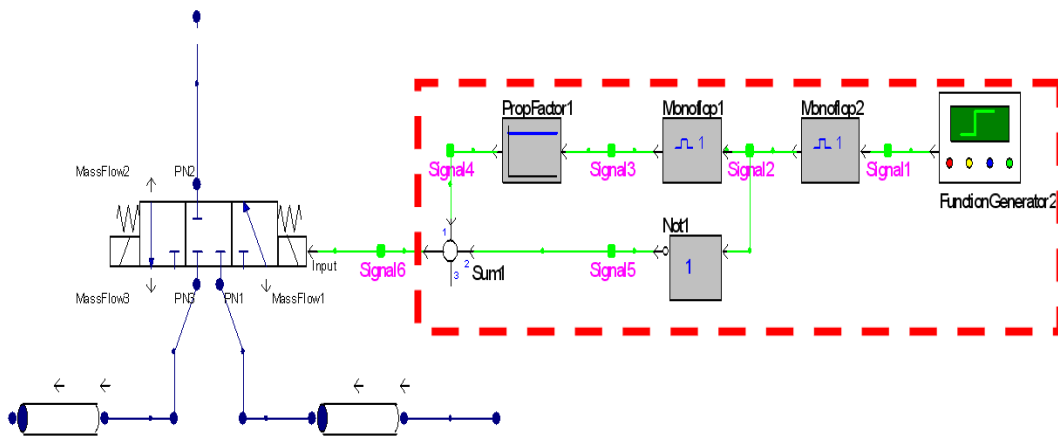 PropFactor1
Monoflop1
Monoflop2
1
1
Signal4
Signal3
Signal2
Signal1
FunctionGenerator2
MassFlow2
PN2
Not1
1
1
2
3
Sum1
Signal5
Signal6
Input
MassFlow3
PN3
PN1
MassFlow1